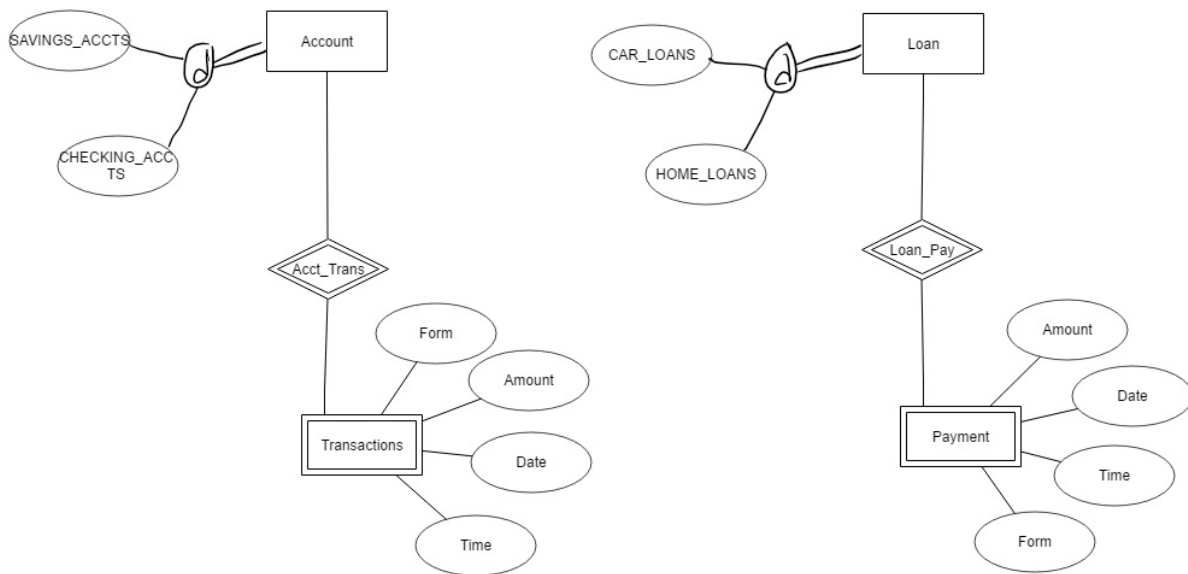 SAVINGS_ACCTS
Account
CHECKING_ACC
TS
d
Acct_Trans
Form
Amount
Transactions
Date
Time
CAR_LOANS
Loan
d
HOME_LOANS
Loan_Pay
Amount
Date
Payment
Time
Form